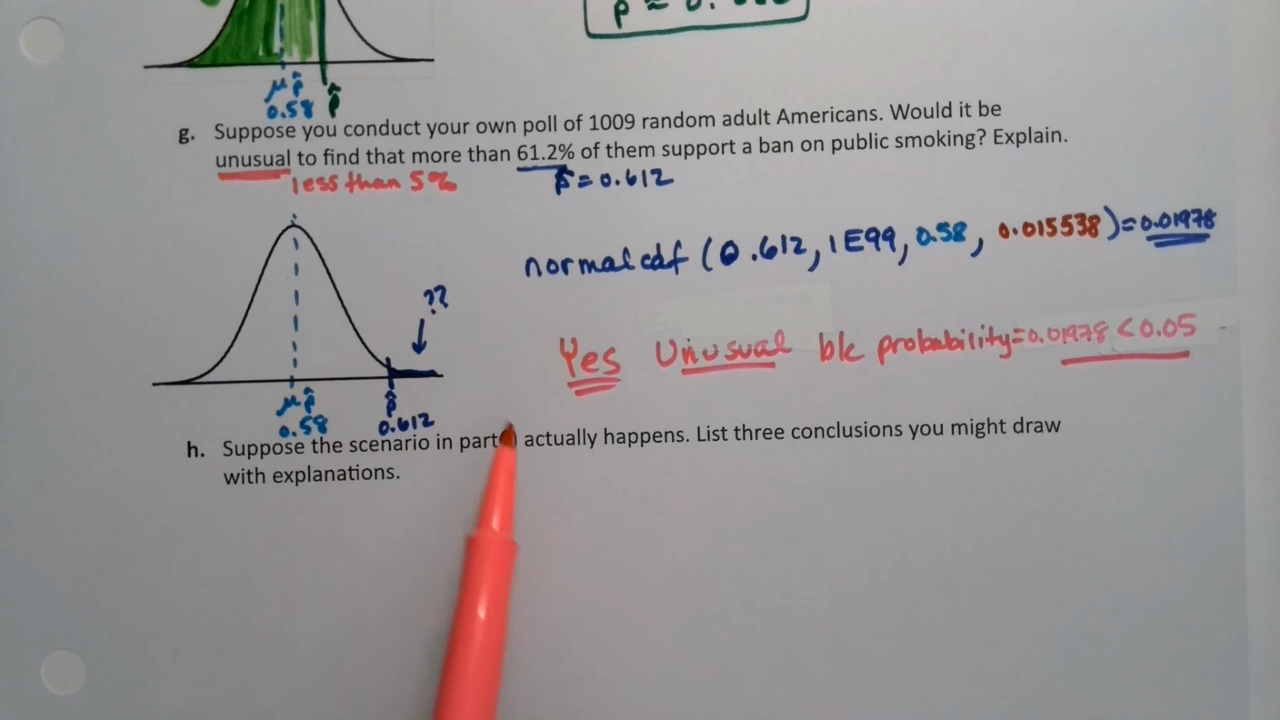 μp̂
0.58
p̂
g. Suppose you conduct your own poll of 1009 random adult Americans. Would it be
unusual to find that more than 61.2% of them support a ban on public smoking? Explain.
less than 5%
p̂ = 0.612
normalcdf (0.612, 1E99, 0.58, 0.015538) = 0.01978
??
Yes Unusual b/c probability = 0.01978 < 0.05
μp̂
0.58
p̂
0.612
h. Suppose the scenario in part actually happens. List three conclusions you might draw
with explanations.